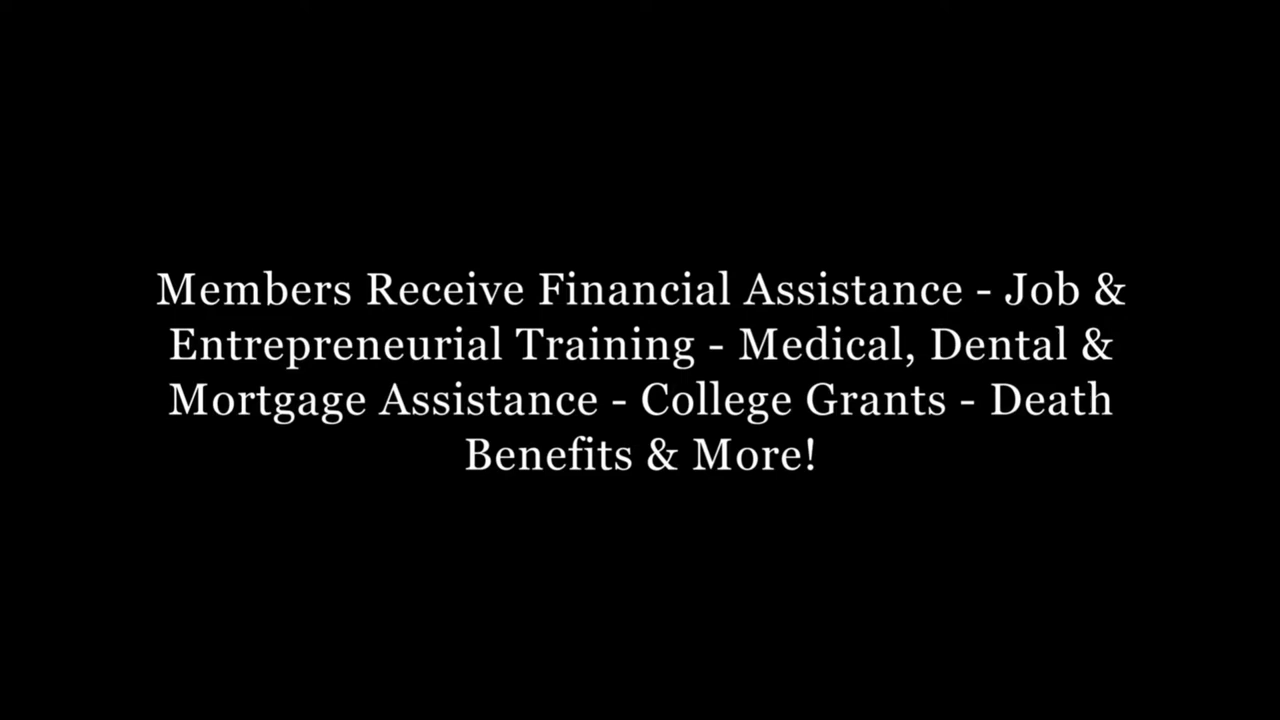 Members Receive Financial Assistance - Job &
Entrepreneurial Training - Medical, Dental &
Mortgage Assistance - College Grants - Death
Benefits & More!